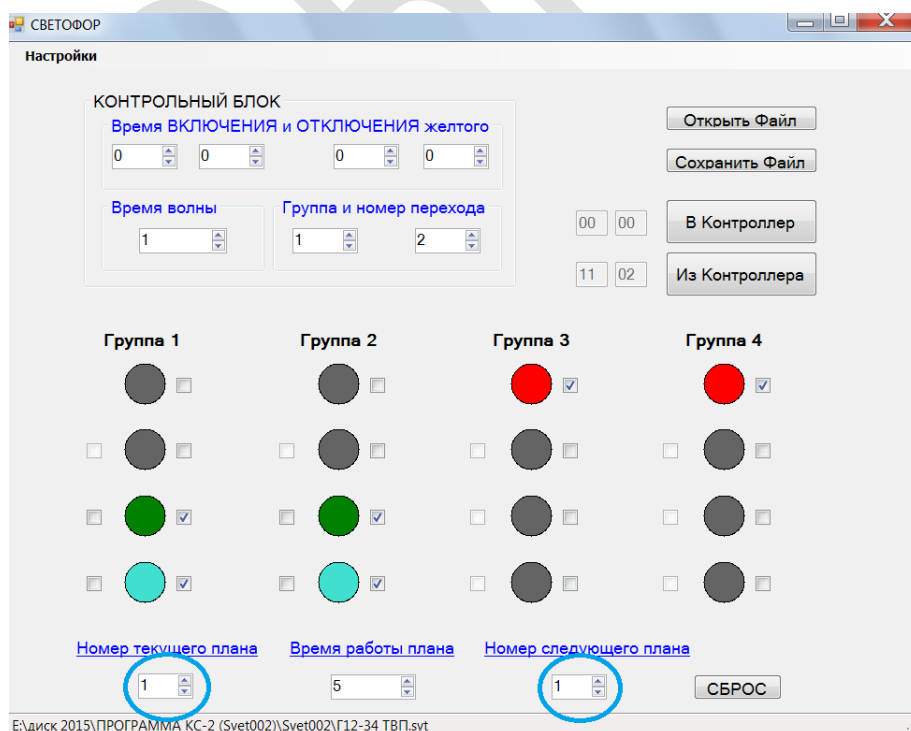 СВЕТОФОР
Настройки
КОНТРОЛЬНЫЙ БЛОК
Время ВКЛЮЧЕНИЯ и ОТКЛЮЧЕНИЯ желтого
0 0 0 0
Открыть Файл
Сохранить Файл
Время волны
Группа и номер перехода
1 1 2
00 00 В Контроллер
11 02 Из Контроллера
Группа 1 Группа 2 Группа 3 Группа 4
Номер текущего плана Время работы плана Номер следующего плана
1 5 1 СБРОС
E:\диск 2015\ПРОГРАММА КС-2 (Svet002)\Svet002\Г12-34 ТВП.svt